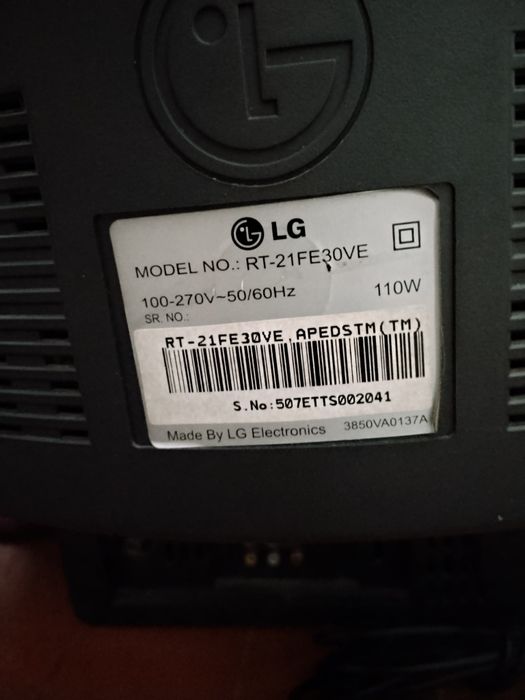 LG
MODEL NO.: RT-21FE30VE
100-270V~50/60Hz 110W
SR. NO.:
RT-21FE30VE.APEDSTM(TM)
S.No:507ETTS002041
Made By LG Electronics 3850VA0137A